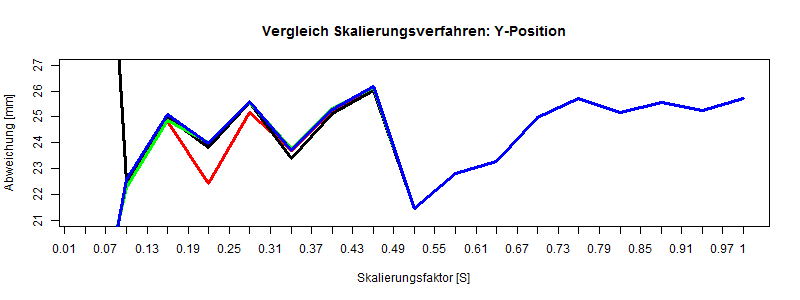 Vergleich Skalierungsverfahren: Y-Position
Abweichung [mm]
27
26
25
24
23
22
21
0.01 0.07 0.13 0.19 0.25 0.31 0.37 0.43 0.49 0.55 0.61 0.67 0.73 0.79 0.85 0.91 0.97 1
Skalierungsfaktor [S]